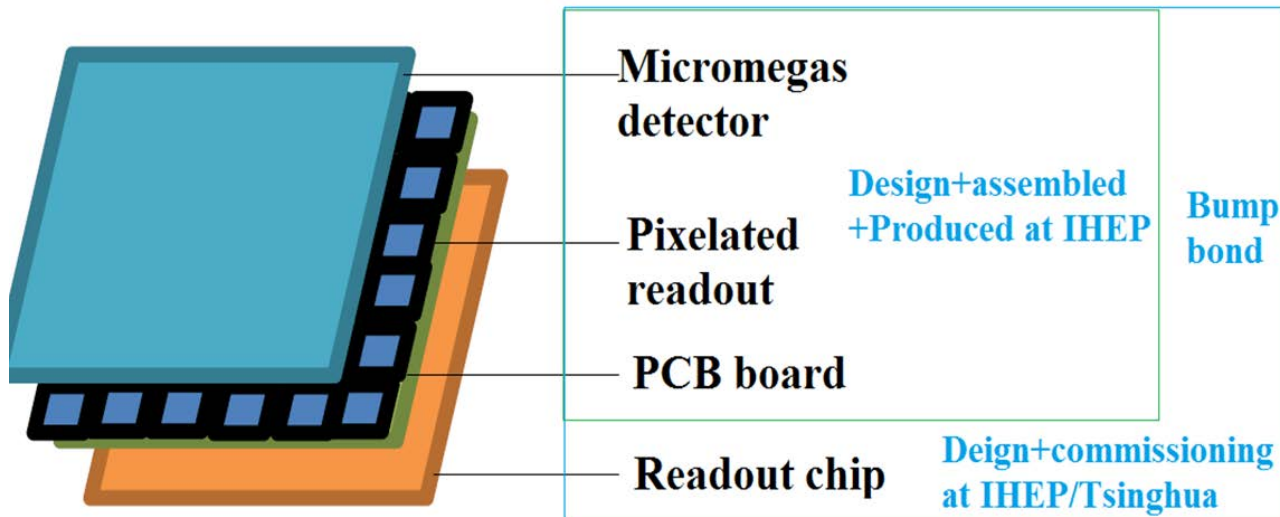 Micromegas
detector
Design+assembled
+Produced at IHEP
Bump
bond
Pixelated
readout
PCB board
Readout chip
Deign+commissioning
at IHEP/Tsinghua